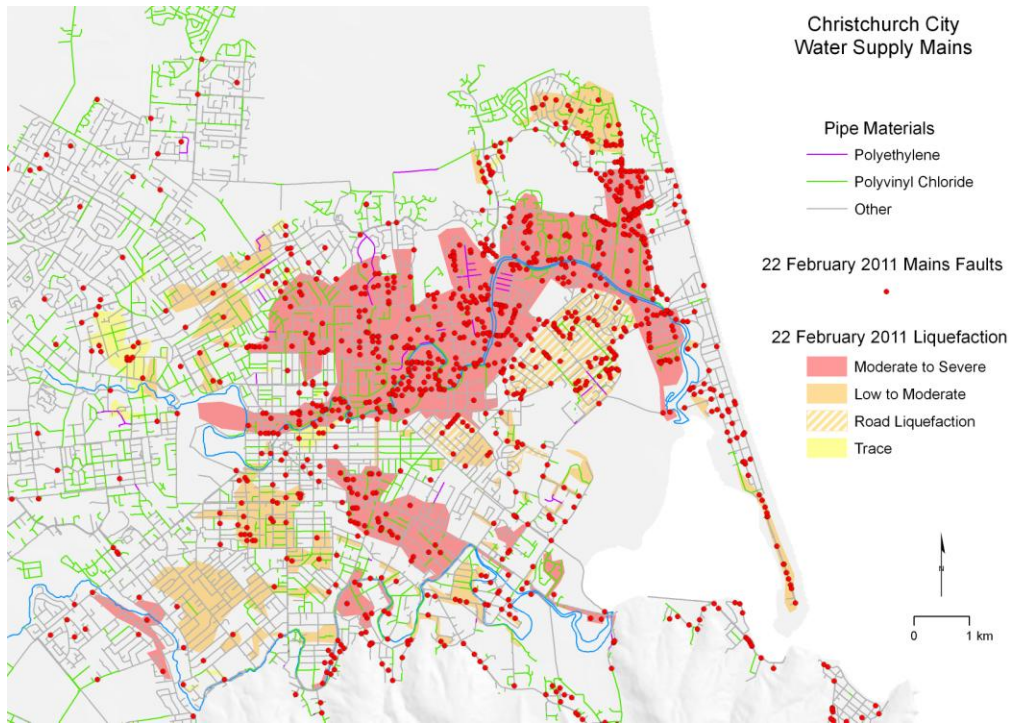 Christchurch City
Water Supply Mains
Pipe Materials
Polyethylene
Polyvinyl Chloride
Other
22 February 2011 Mains Faults
22 February 2011 Liquefaction
Moderate to Severe
Low to Moderate
Road Liquefaction
Trace
N
0 1 km